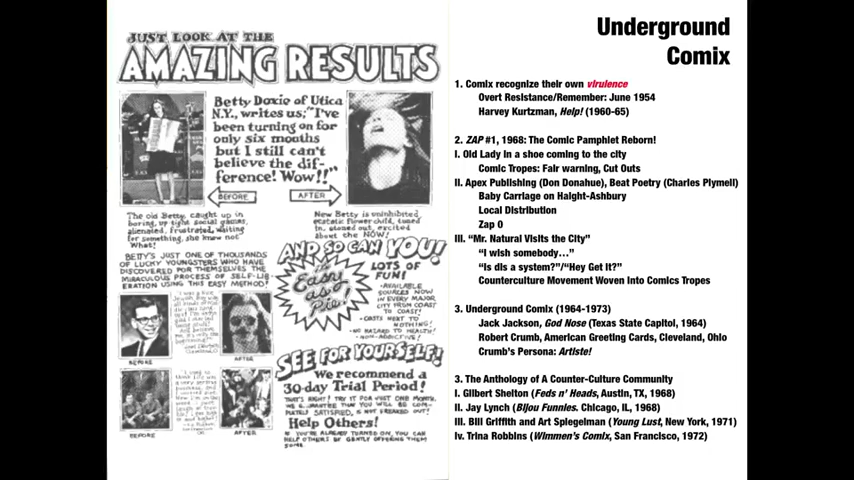 JUST LOOK AT THE
AMAZING RESULTS
Betty Doxie of Utica
N.Y., writes us; "I've
been turning on for
only six months
but I still can't
believe the dif-
ference! Wow!!"
BEFORE
AFTER
The old Betty, caught up in
boring, up tight social games,
alienated, frustrated, waiting
for something, she knew not
What!
New Betty is uninhibited
ecstatic flower child, tuned
in, stoned out, excited
about the NOW!
BETTY'S JUST ONE OF THOUSANDS
OF LUCKY YOUNGSTERS WHO HAVE
DISCOVERED FOR THEMSELVES THE
MIRACULOUS PROCESS OF SELF-LIB-
ERATION USING THIS EASY METHOD!
AND SO CAN YOU!
It's
Easy
as
Pie!
LOTS OF
FUN!
·AVAILABLE
SOURCES NOW
IN EVERY MAJOR
CITY FROM COAST
TO COAST!
·COSTS NEXT TO
NOTHING!
·NO HAZARD TO HEALTH!
·NON-ADDICTIVE!
BEFORE
AFTER
SEE FOR YOURSELF!
We recommend a
30-day Trial Period!
THAT'S RIGHT! TRY IT FOR JUST ONE MONTH.
WE GUARANTEE THAT YOU WILL BE COM-
PLETELY SATISFIED, IF NOT FREAKED OUT!
Help Others!
IF YOU'RE ALREADY TURNED ON, YOU CAN
HELP OTHERS BY GENTLY OFFERING THEM
SOME.
BEFORE
AFTER
Underground
Comix
1. Comix recognize their own virulence
Overt Resistance/Remember: June 1954
Harvey Kurtzman, Help! (1960-65)
2. ZAP #1, 1968: The Comic Pamphlet Reborn!
I. Old Lady in a shoe coming to the city
Comic Tropes: Fair warning, Cut Outs
II. Apex Publishing (Don Donahue), Beat Poetry (Charles Plymell)
Baby Carriage on Haight-Ashbury
Local Distribution
Zap 0
III. "Mr. Natural Visits the City"
"I wish somebody..."
"Is dis a system?"/"Hey Get It?"
Counterculture Movement Woven Into Comics Tropes
3. Underground Comix (1964-1973)
Jack Jackson, God Nose (Texas State Capitol, 1964)
Robert Crumb, American Greeting Cards, Cleveland, Ohio
Crumb's Persona: Artiste!
3. The Anthology of A Counter-Culture Community
I. Gilbert Shelton (Feds n' Heads, Austin, TX, 1968)
II. Jay Lynch (Bijou Funnies. Chicago, IL, 1968)
III. Bill Griffith and Art Spiegelman (Young Lust, New York, 1971)
Iv. Trina Robbins (Wimmen's Comix, San Francisco, 1972)